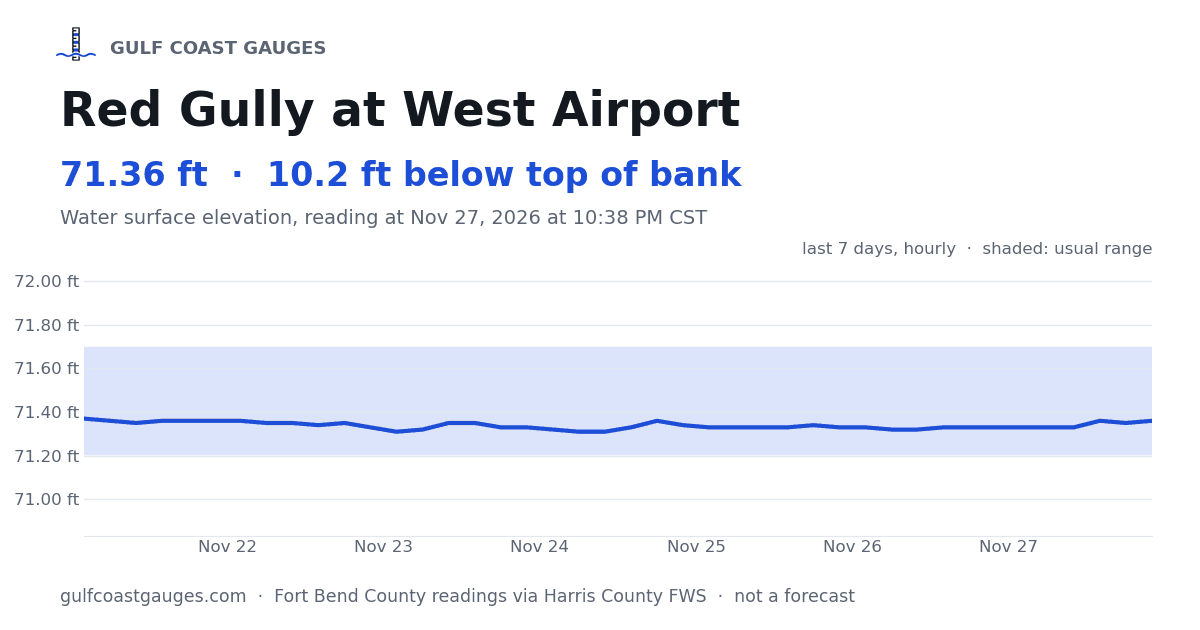 GULF COAST GAUGES
Red Gully at West Airport
71.36 ft · 10.2 ft below top of bank
Water surface elevation, reading at Nov 27, 2026 at 10:38 PM CST
last 7 days, hourly · shaded: usual range
72.00 ft
71.80 ft
71.60 ft
71.40 ft
71.20 ft
71.00 ft
Nov 22 Nov 23 Nov 24 Nov 25 Nov 26 Nov 27
gulfcoastgauges.com · Fort Bend County readings via Harris County FWS · not a forecast